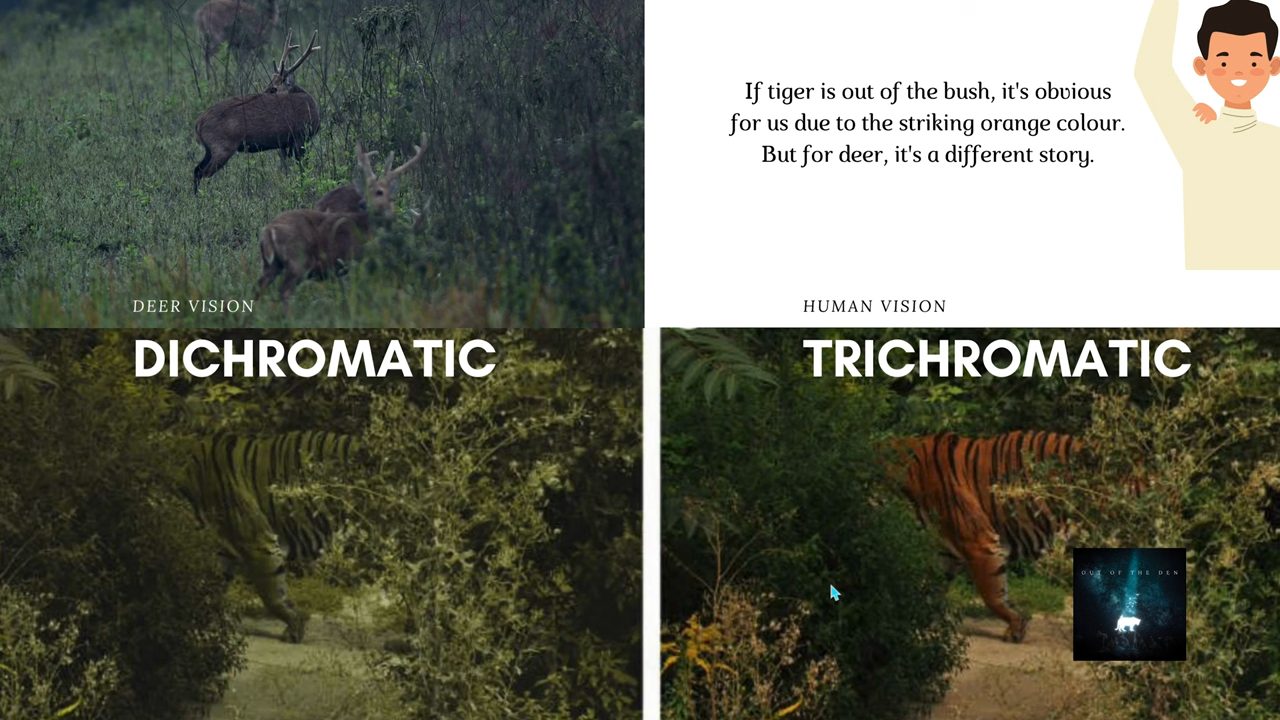 If tiger is out of the bush, it's obvious
for us due to the striking orange colour.
But for deer, it's a different story.
DEER VISION
HUMAN VISION
DICHROMATIC
TRICHROMATIC
OUT OF THE DEN